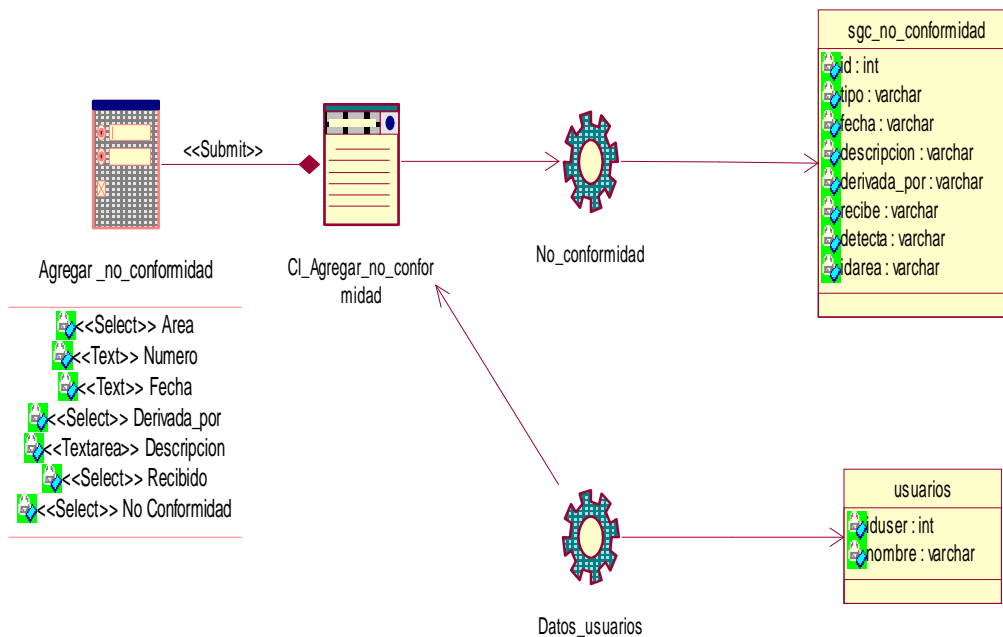 sgc_no_conformidad
id : int
tipo : varchar
fecha : varchar
descripcion : varchar
derivada_por : varchar
recibe : varchar
detecta : varchar
idarea : varchar
<<Submit>>
Agregar _no_conformidad
Cl_Agregar_no_confor
midad
No_conformidad
<<Select>> Area
<<Text>> Numero
<<Text>> Fecha
<<Select>> Derivada_por
<<Textarea>> Descripcion
<<Select>> Recibido
<<Select>> No Conformidad
usuarios
iduser : int
nombre : varchar
Datos_usuarios